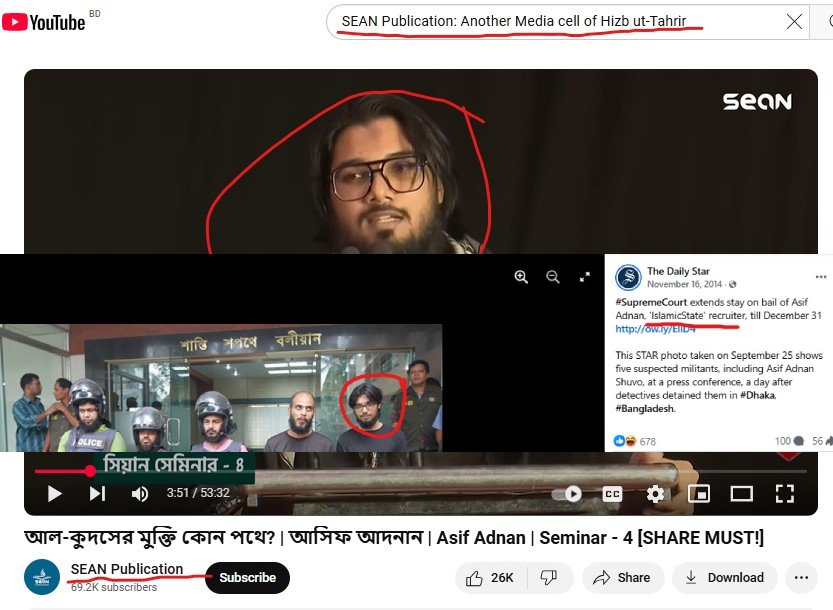 YouTube BD
SEAN Publication: Another Media cell of Hizb ut-Tahrir
SEAN
The Daily Star
November 16, 2014 ·
#SupremeCourt extends stay on bail of Asif
Adnan, 'IslamicState' recruiter, till December 31
http://ow.ly/EIlD4
This STAR photo taken on September 25 shows
five suspected militants, including Asif Adnan
Shuvo, at a press conference, a day after
detectives detained them in #Dhaka.
#Bangladesh.
678
100
56
শান্তি শপথে বলীয়ান
POLICE
সিয়ান সেমিনার - ৪
3:51 / 53:32
CC
আল-কুদসের মুক্তি কোন পথে? | আসিফ আদনান | Asif Adnan | Seminar - 4 [SHARE MUST!]
SEAN Publication
69.2K subscribers
Subscribe
26K
Share
Download